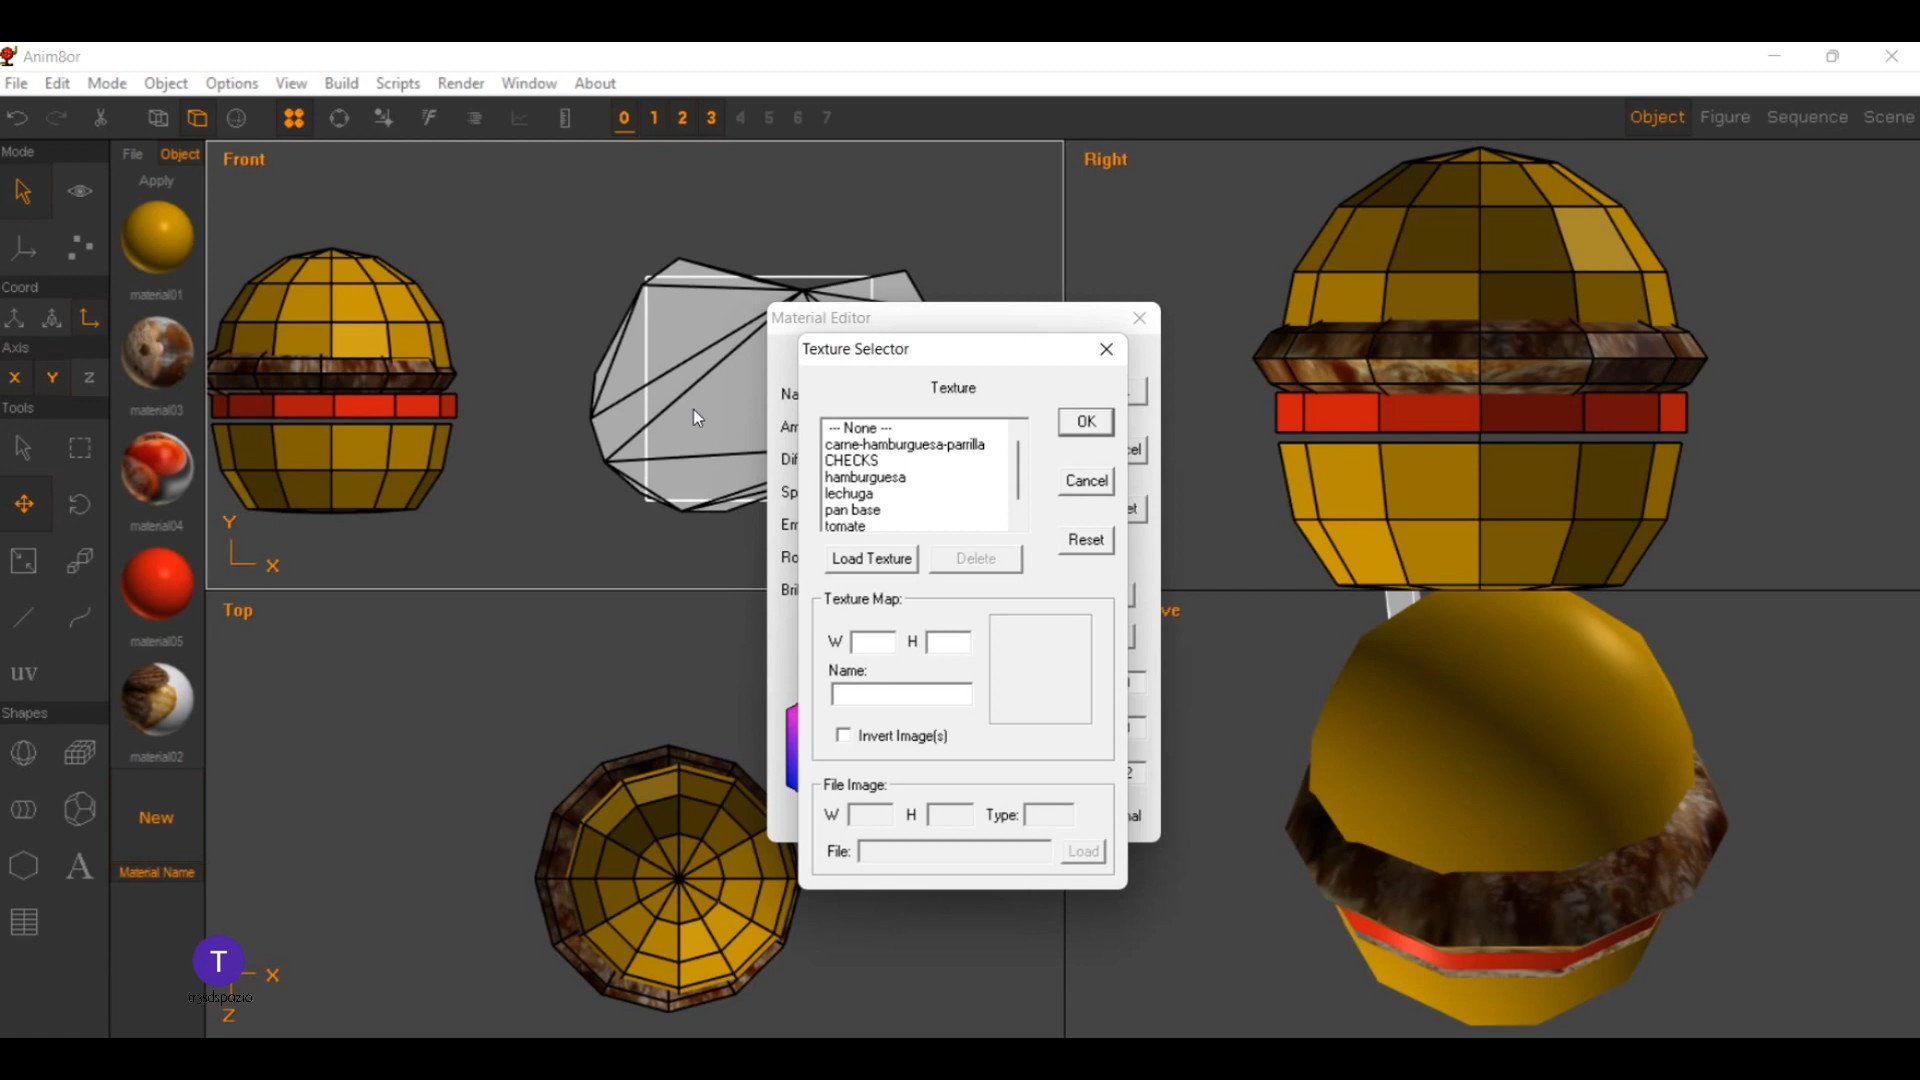 Anim8or
File Edit Mode Object Options View Build Scripts Render Window About
0 1 2 3 4 5 6 7
Object Figure Sequence Scene
Mode
File Object
Apply
Front
Right
material01
Coord
Axis
X Y Z
material03
Tools
material04
Y
X
Material Editor
Texture Selector
Texture
--- None ---
carne-hamburguesa-parrilla
CHECKS
hamburguesa
lechuga
pan base
tomate
OK
Cancel
Reset
Load Texture Delete
Texture Map:
W H
Name:
Invert Image(s)
File Image:
W H Type:
File: Load
Top
material05
uv
Shapes
material02
New
A
Material Name
T
X
tr3sdspazio
Z